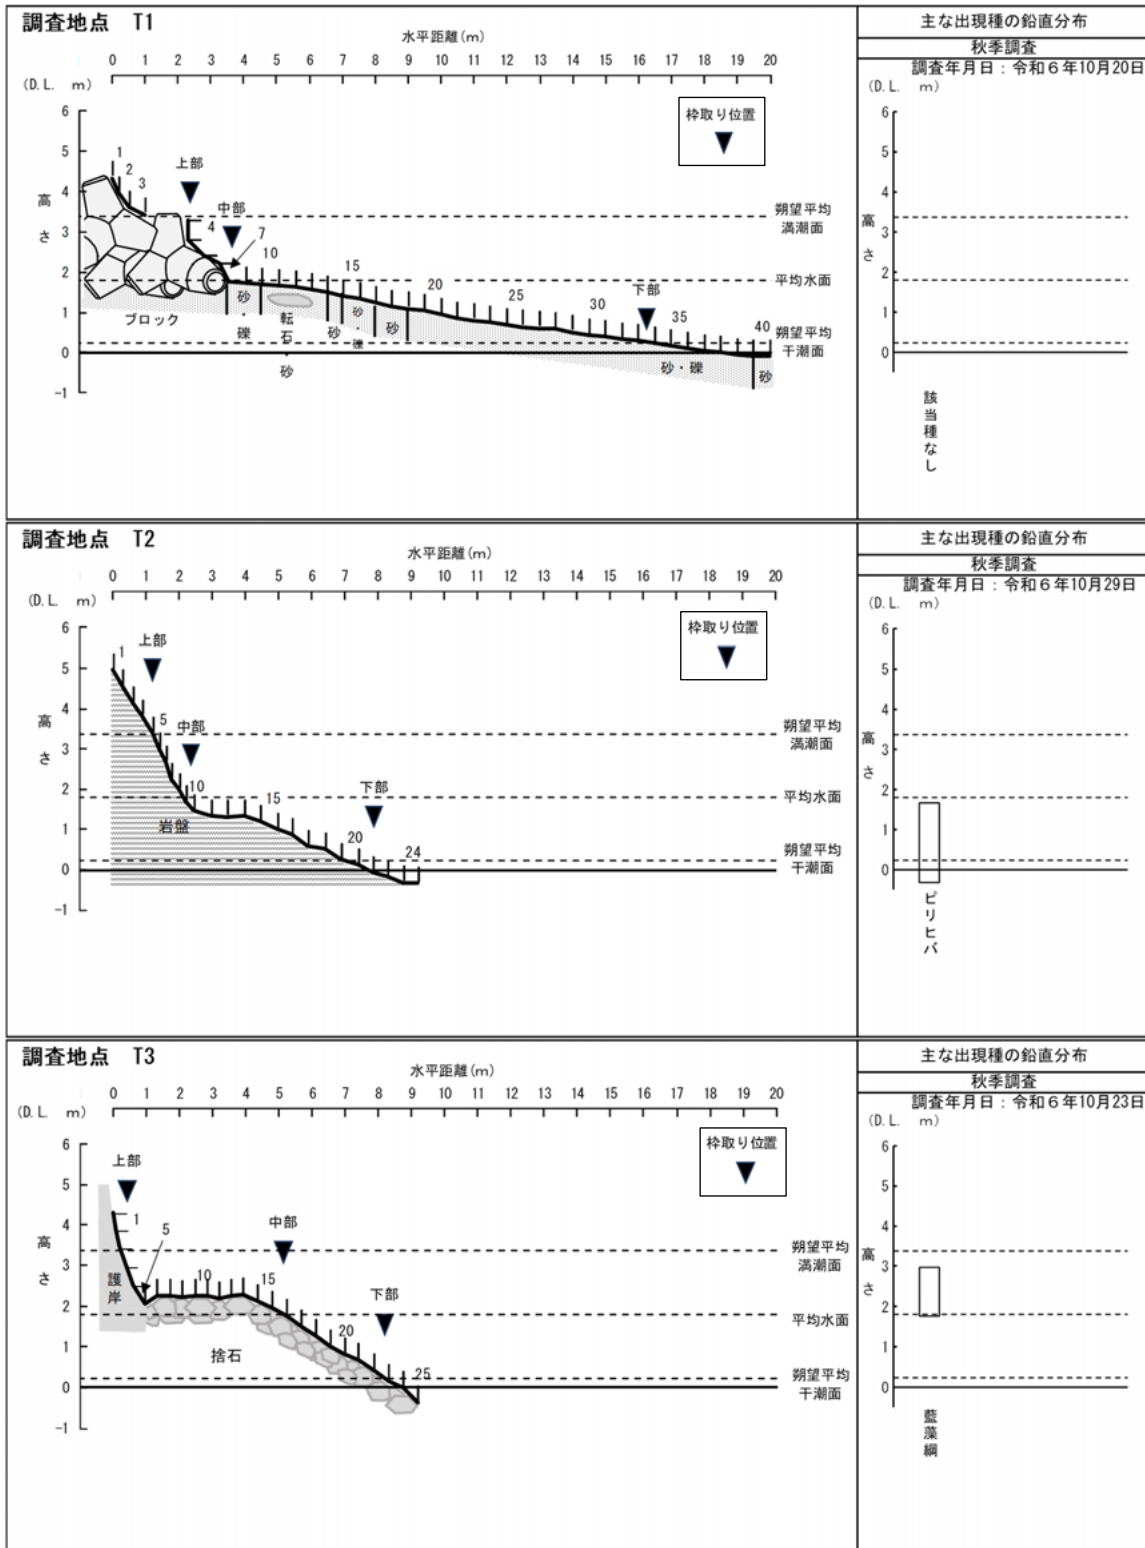 調査地点 T1
水平距離(m)
0 1 2 3 4 5 6 7 8 9 10 11 12 13 14 15 16 17 18 19 20
(D.L. m)
6
5
4
3
2
1
0
-1
高さ
1
2
3
4
7
10
15
20
25
30
35
40
上部
中部
下部
枠取り位置
朔望平均
満潮面
平均水面
朔望平均
干潮面
ブロック
砂・礫
転石・砂
砂
砂・礫
砂
砂・礫
砂
主な出現種の鉛直分布
秋季調査
調査年月日：令和6年10月20日
(D.L. m)
6
5
4
3
2
1
0
高さ
該当種なし
調査地点 T2
水平距離(m)
0 1 2 3 4 5 6 7 8 9 10 11 12 13 14 15 16 17 18 19 20
(D.L. m)
6
5
4
3
2
1
0
-1
高さ
1
5
10
15
20
24
上部
中部
下部
枠取り位置
朔望平均
満潮面
平均水面
朔望平均
干潮面
岩盤
主な出現種の鉛直分布
秋季調査
調査年月日：令和6年10月29日
(D.L. m)
6
5
4
3
2
1
0
高さ
ピリヒバ
調査地点 T3
水平距離(m)
0 1 2 3 4 5 6 7 8 9 10 11 12 13 14 15 16 17 18 19 20
(D.L. m)
6
5
4
3
2
1
0
-1
高さ
1
5
10
15
20
25
上部
中部
下部
枠取り位置
朔望平均
満潮面
平均水面
朔望平均
干潮面
護岸
捨石
主な出現種の鉛直分布
秋季調査
調査年月日：令和6年10月23日
(D.L. m)
6
5
4
3
2
1
0
高さ
藍藻綱